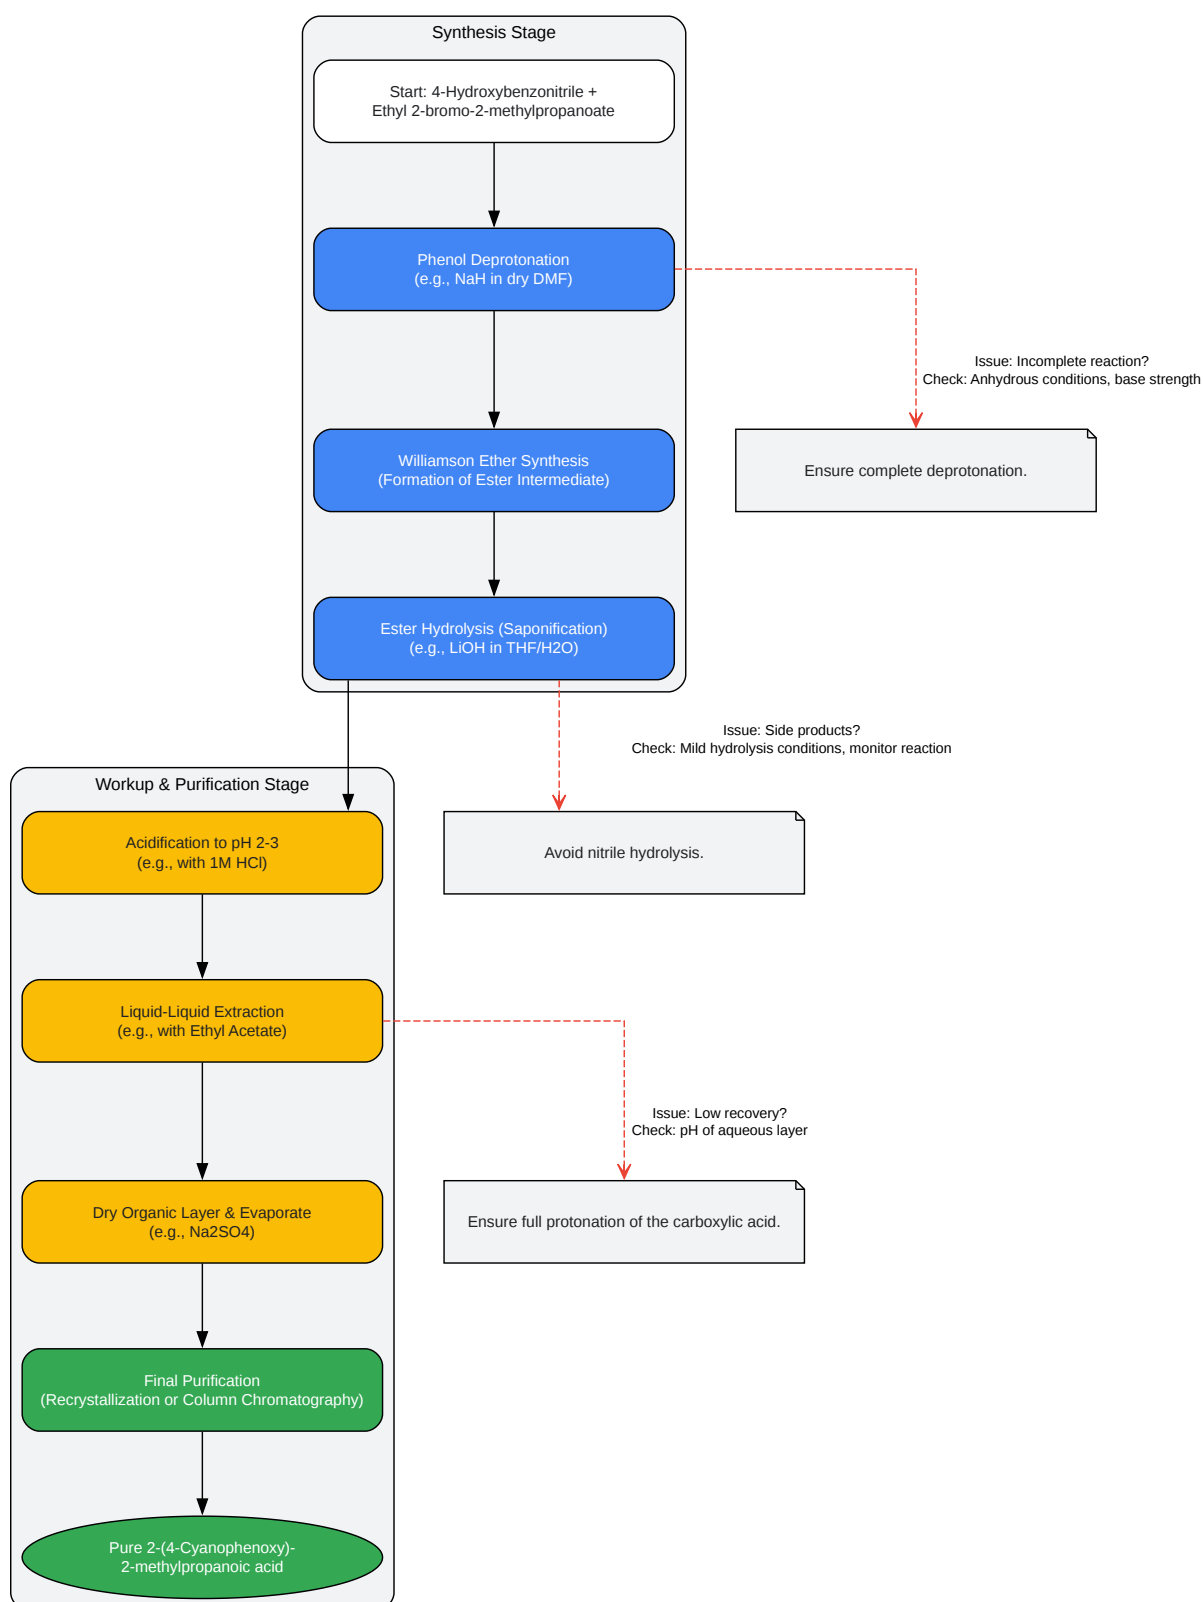 Synthesis Stage
Start: 4-Hydroxybenzonitrile +
Ethyl 2-bromo-2-methylpropanoate
Phenol Deprotonation
(e.g., NaH in dry DMF)
Issue: Incomplete reaction?
Check: Anhydrous conditions, base strength
Williamson Ether Synthesis
(Formation of Ester Intermediate)
Ensure complete deprotonation.
Ester Hydrolysis (Saponification)
(e.g., LiOH in THF/H2O)
Issue: Side products?
Check: Mild hydrolysis conditions, monitor reaction
Workup & Purification Stage
Acidification to pH 2-3
(e.g., with 1M HCl)
Avoid nitrile hydrolysis.
Liquid-Liquid Extraction
(e.g., with Ethyl Acetate)
Issue: Low recovery?
Check: pH of aqueous layer
Dry Organic Layer & Evaporate
(e.g., Na2SO4)
Ensure full protonation of the carboxylic acid.
Final Purification
(Recrystallization or Column Chromatography)
Pure 2-(4-Cyanophenoxy)-
2-methylpropanoic acid